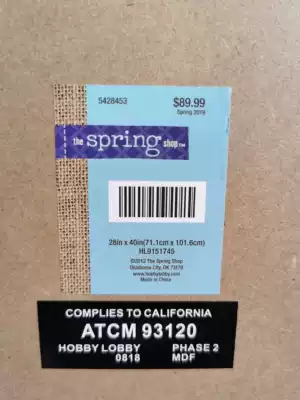 5428453 $89.99
Spring 2019
the spring shop™
28in x 40in(71.1cm x 101.6cm)
HL9151745
©2012 The Spring Shop
Oklahoma City, OK 73179
www.hobbylobby.com
Made in China
COMPLIES TO CALIFORNIA
ATCM 93120
HOBBY LOBBY PHASE 2
0818 MDF